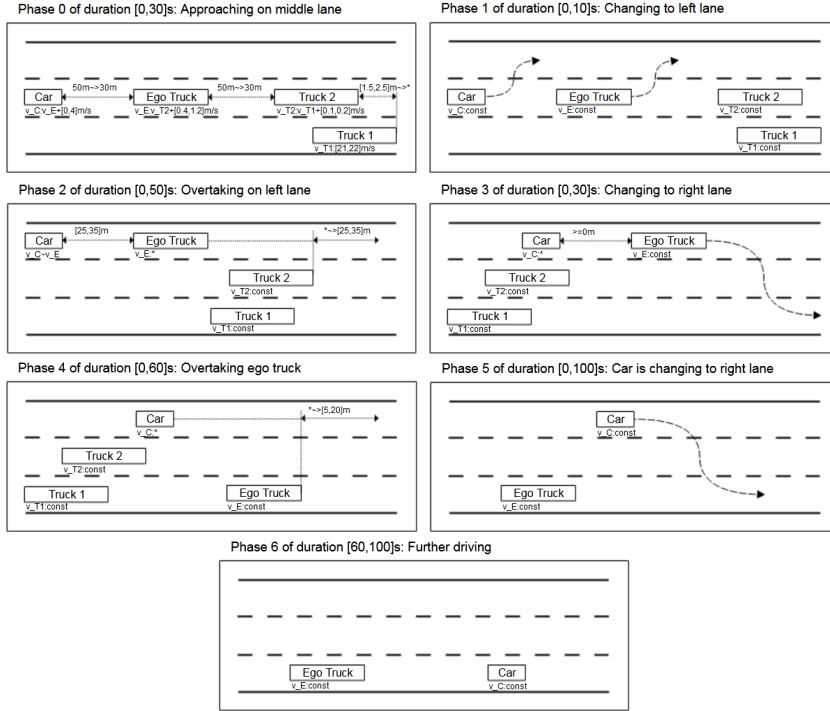 Phase 0 of duration [0,30]s: Approaching on middle lane
50m~>30m
50m~>30m
[1.5,2.5]m~>*
Car
Ego Truck
Truck 2
v_C:v_E+[0,4]m/s
v_E:v_T2+[0.4,1.2]m/s
v_T2:v_T1+[0.1,0.2]m/s
Truck 1
v_T1:[21,22]m/s
Phase 1 of duration [0,10]s: Changing to left lane
Car
Ego Truck
Truck 2
v_C:const
v_E:const
v_T2:const
Truck 1
v_T1:const
Phase 2 of duration [0,50]s: Overtaking on left lane
[25,35]m
*~>[25,35]m
Car
Ego Truck
v_C~v_E
v_E:*
Truck 2
v_T2:const
Truck 1
v_T1:const
Phase 3 of duration [0,30]s: Changing to right lane
>=0m
Car
Ego Truck
v_C:*
v_E:const
Truck 2
v_T2:const
Truck 1
v_T1:const
Phase 4 of duration [0,60]s: Overtaking ego truck
*~>[5,20]m
Car
v_C:*
Truck 2
v_T2:const
Truck 1
Ego Truck
v_T1:const
v_E:const
Phase 5 of duration [0,100]s: Car is changing to right lane
Car
v_C:const
Ego Truck
v_E:const
Phase 6 of duration [60,100]s: Further driving
Ego Truck
Car
v_E:const
v_C:const